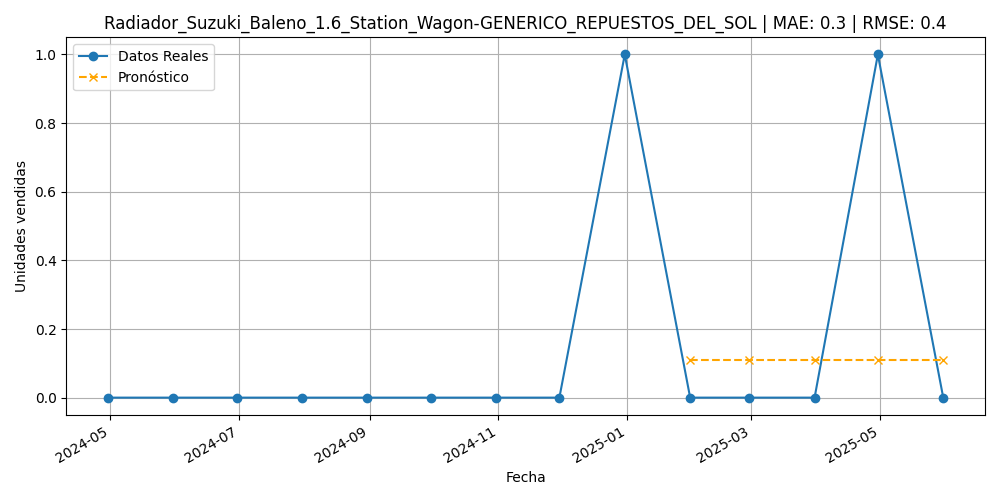 Radiador_Suzuki_Baleno_1.6_Station_Wagon-GENERICO_REPUESTOS_DEL_SOL | MAE: 0.3 | RMSE: 0.4
Datos Reales
Pronóstico
1.0
0.8
0.6
0.4
0.2
0.0
Unidades vendidas
2024-05
2024-07
2024-09
2024-11
2025-01
2025-03
2025-05
Fecha